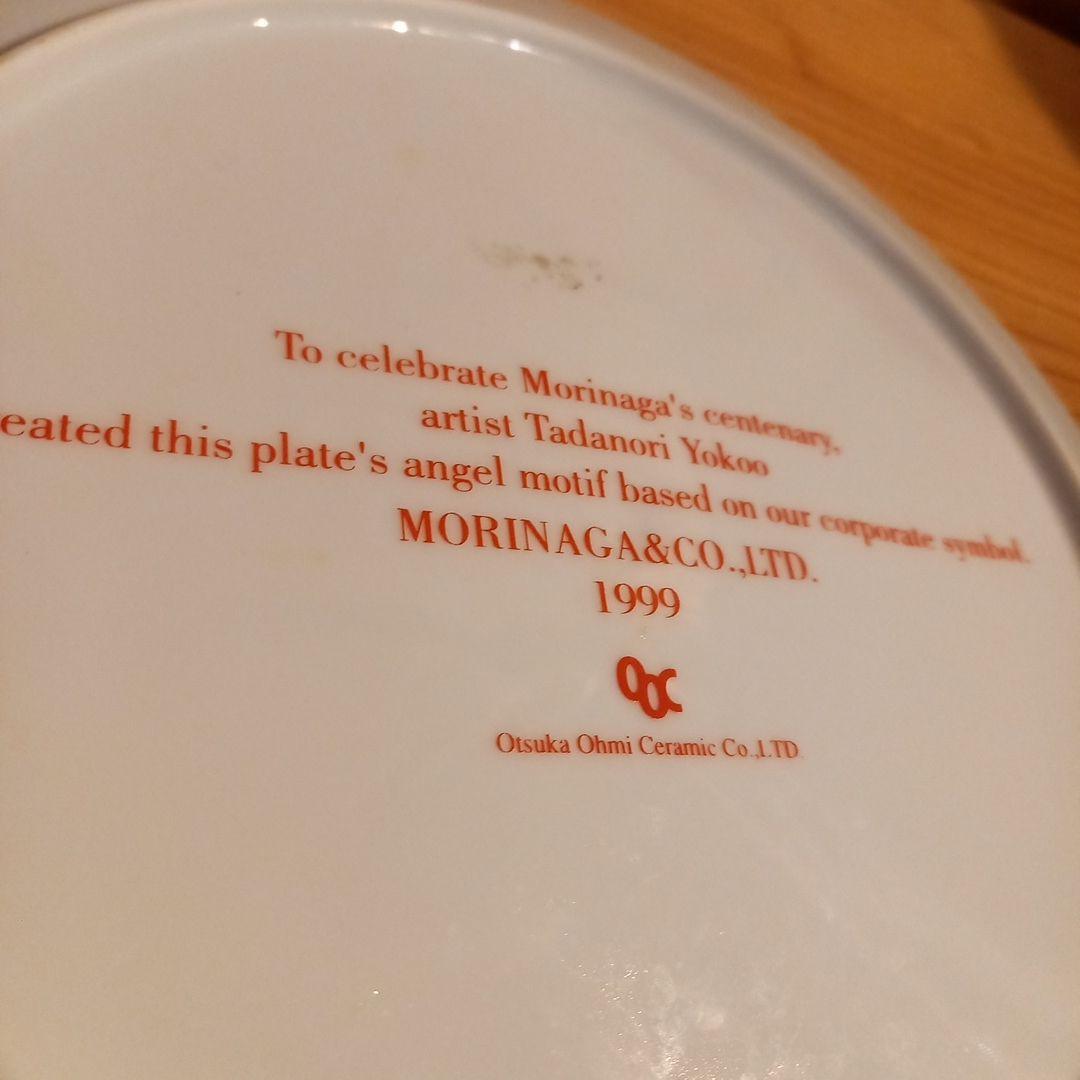 To celebrate Morinaga's centenary,
artist Tadanori Yokoo
eated this plate's angel motif based on our corporate symbol.
MORINAGA&CO.,LTD.
1999
OOC
Otsuka Ohmi Ceramic Co.,LTD